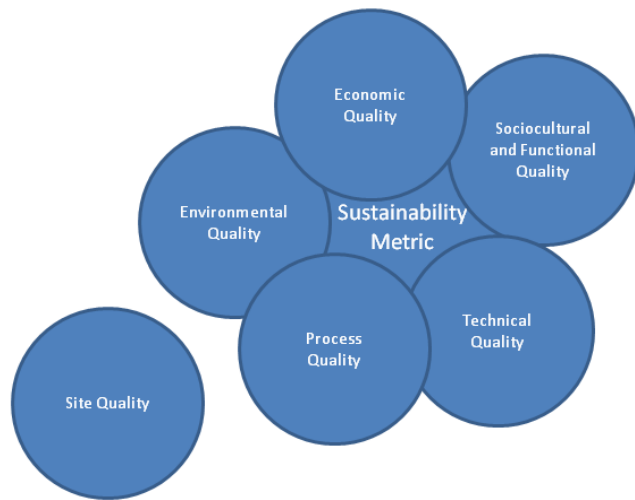 Economic
Quality
Sociocultural
and Functional
Quality
Environmental
Quality
Sustainability
Metric
Process
Quality
Technical
Quality
Site Quality